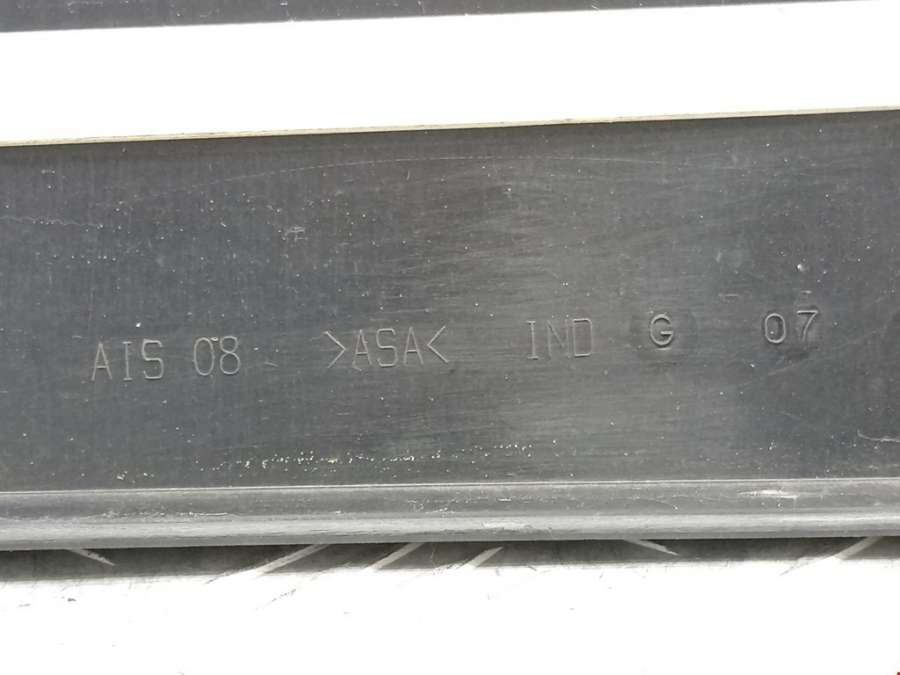 AIS 08 >ASA< IND G 07